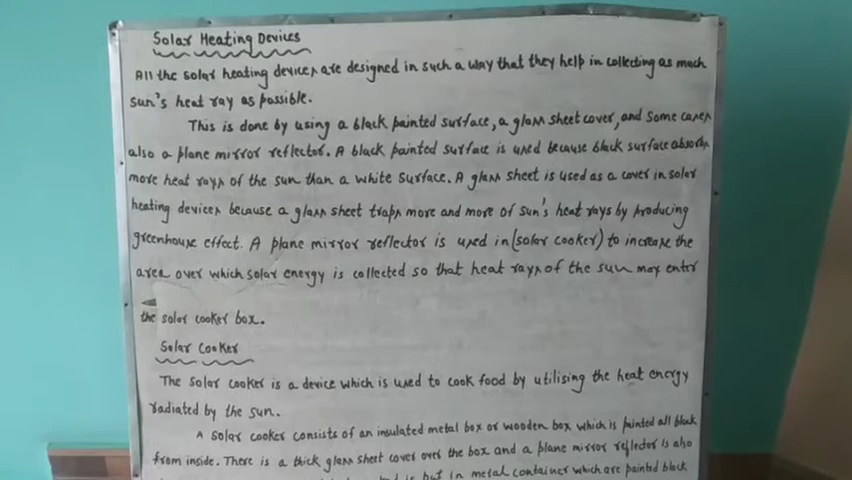 Solar Heating Devices
All the solar heating devices are designed in such a way that they help in collecting as much
sun's heat ray as possible.
This is done by using a black painted surface, a glass sheet cover, and some cases
also a plane mirror reflector. A black painted surface is used because black surface absorbs
more heat rays of the sun than a white surface. A glass sheet is used as a cover in solar
heating devices because a glass sheet traps more and more of sun's heat rays by producing
greenhouse effect. A plane mirror reflector is used in (solar cooker) to increase the
area over which solar energy is collected so that heat rays of the sun may enter
the solar cooker box.
Solar Cooker
The solar cooker is a device which is used to cook food by utilising the heat energy
radiated by the sun.
A solar cooker consists of an insulated metal box or wooden box which is painted all black
from inside. There is a thick glass sheet cover over the box and a plane mirror reflector is also
is put in metal container which are painted black